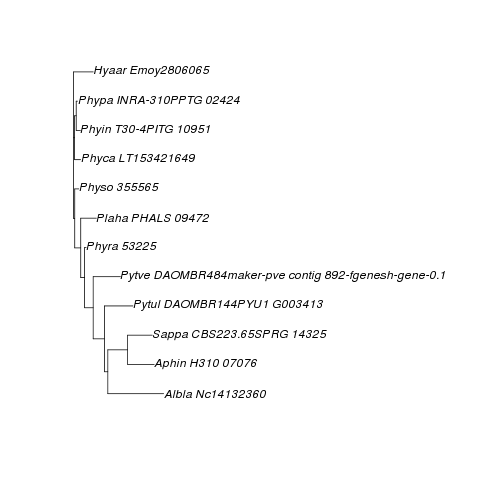 Hyaar Emoy2806065
Phypa INRA-310PPTG 02424
Phyin T30-4PITG 10951
Phyca LT153421649
Physo 355565
Plaha PHALS 09472
Phyra 53225
Pytve DAOMBR484maker-pve contig 892-fgenesh-gene-0.1
Pytul DAOMBR144PYU1 G003413
Sappa CBS223.65SPRG 14325
Aphin H310 07076
Albla Nc14132360